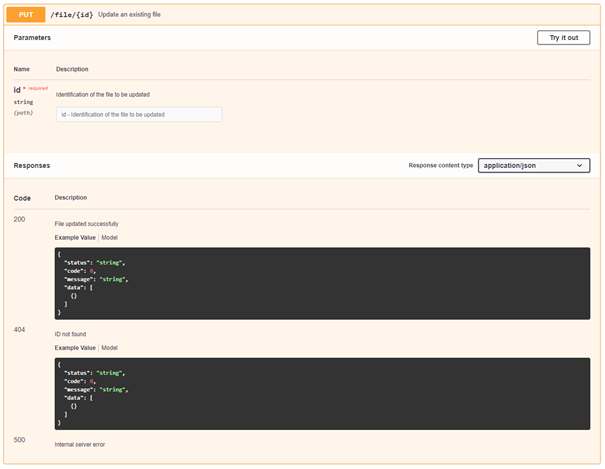 PUT /file/{id} Update an existing file
Parameters
Try it out
Name Description
id * required
string
(path)
Identification of the file to be updated
id - Identification of the file to be updated
Responses
Response content type application/json
Code Description
200
File updated successfully
Example Value | Model
{
"status": "string",
"code": 0,
"message": "string",
"data": [
{}
]
}
404
ID not found
Example Value | Model
{
"status": "string",
"code": 0,
"message": "string",
"data": [
{}
]
}
500
Internal server error